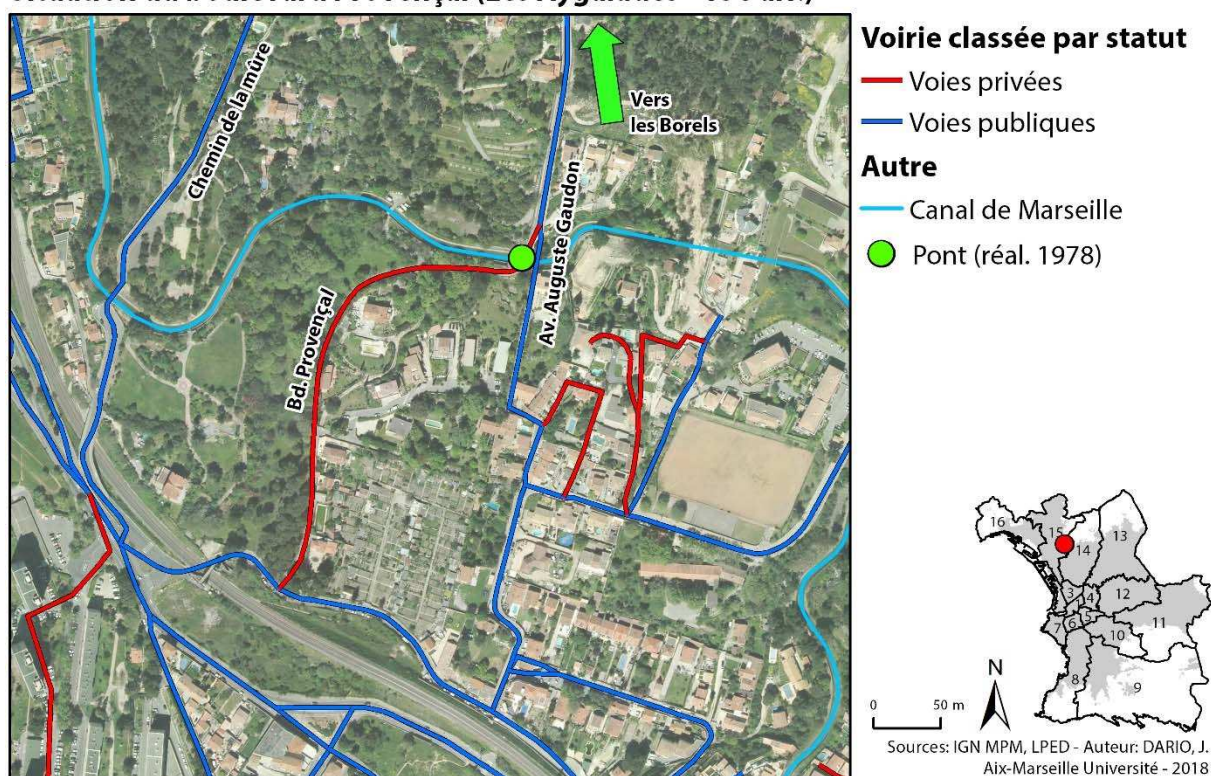 Voirie classée par statut
Voies privées
Voies publiques
Autre
Canal de Marseille
Pont (réal. 1978)
Chemin de la mûre
Vers
les Borels
Av. Auguste Gaudon
Bd. Provençal
16
15
14
13
3
4
12
7
6
5
11
10
8
9
N
0 50 m
Sources: IGN MPM, LPED - Auteur: DARIO, J.
Aix-Marseille Université - 2018